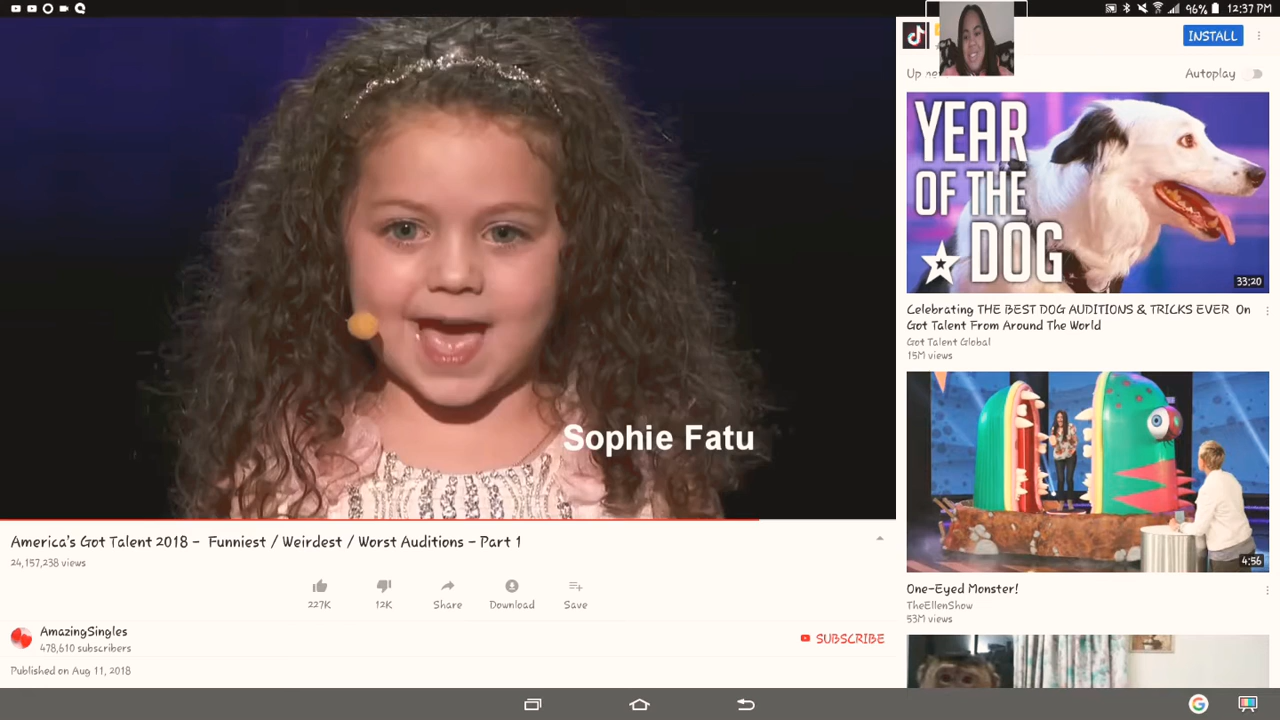 96% 12:37 PM
INSTALL
Autoplay
Sophie Fatu
America's Got Talent 2018 - Funniest / Weirdest / Worst Auditions - Part 1
24,157,238 views
227K
12K
Share
Download
Save
AmazingSingles
478,610 subscribers
SUBSCRIBE
Published on Aug 11, 2018
YEAR
OF THE
DOG
33:20
Celebrating THE BEST DOG AUDITIONS & TRICKS EVER On
Got Talent From Around The World
Got Talent Global
15M views
4:56
One-Eyed Monster!
TheEllenShow
53M views